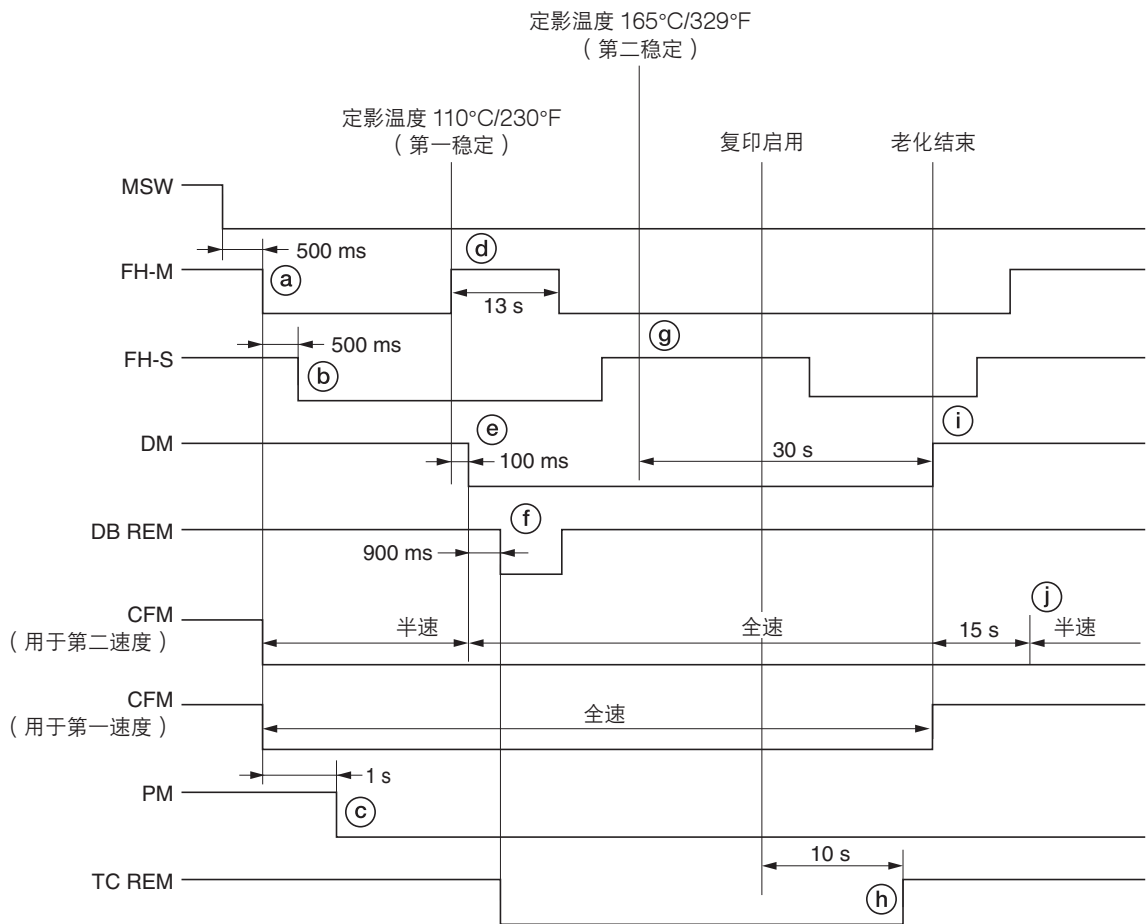 定影温度 165°C/329°F
（第二稳定）
定影温度 110°C/230°F
（第一稳定）
复印启用
老化结束
MSW
500 ms
d
FH-M
a
13 s
g
500 ms
FH-S
b
e
i
DM
30 s
100 ms
f
DB REM
900 ms
j
CFM
（用于第二速度）
半速
全速
15 s
半速
CFM
（用于第一速度）
全速
1 s
PM
c
10 s
TC REM
h